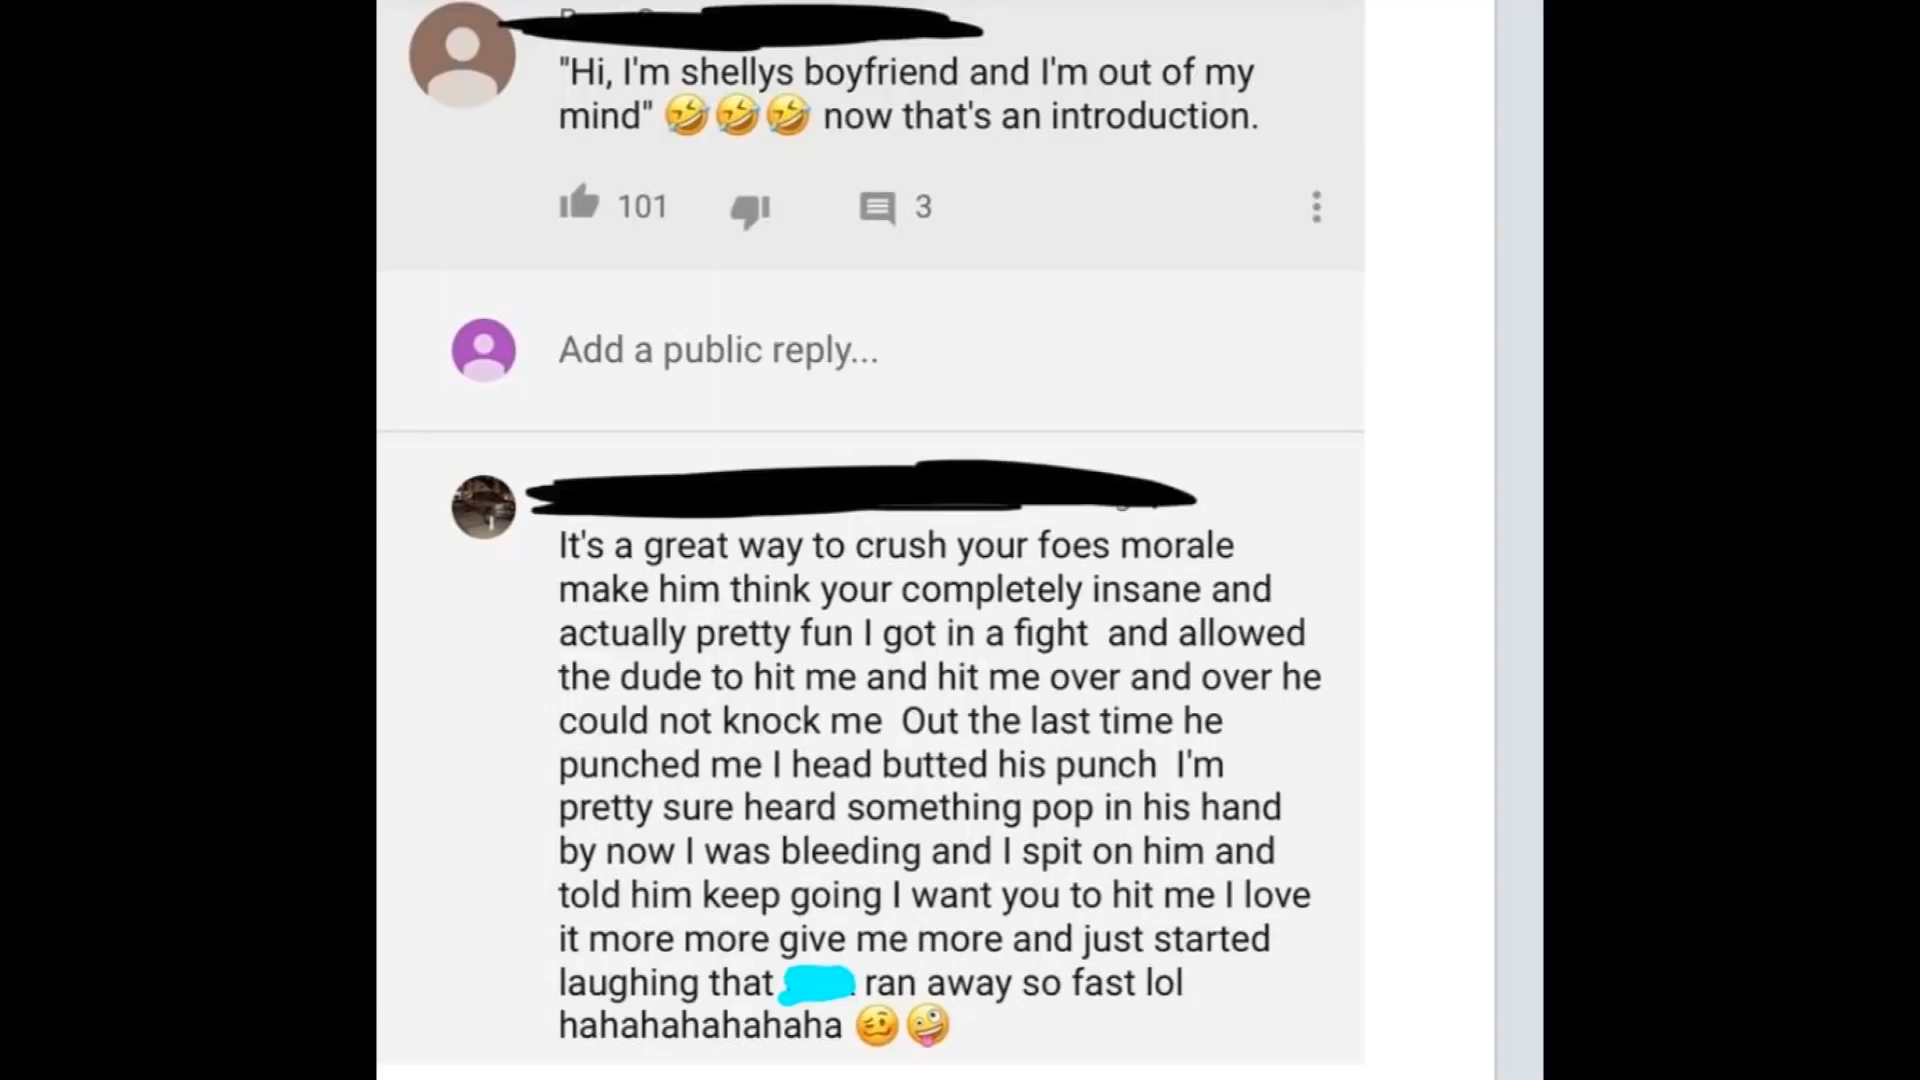 "Hi, I'm shellys boyfriend and I'm out of my
mind" 🤣🤣🤣 now that's an introduction.
101
3
Add a public reply...
It's a great way to crush your foes morale
make him think your completely insane and
actually pretty fun I got in a fight  and allowed
the dude to hit me and hit me over and over he
could not knock me  Out the last time he
punched me I head butted his punch  I'm
pretty sure heard something pop in his hand
by now I was bleeding and I spit on him and
told him keep going I want you to hit me I love
it more more give me more and just started
laughing that ran away so fast lol
hahahahahahaha 🥴🤪